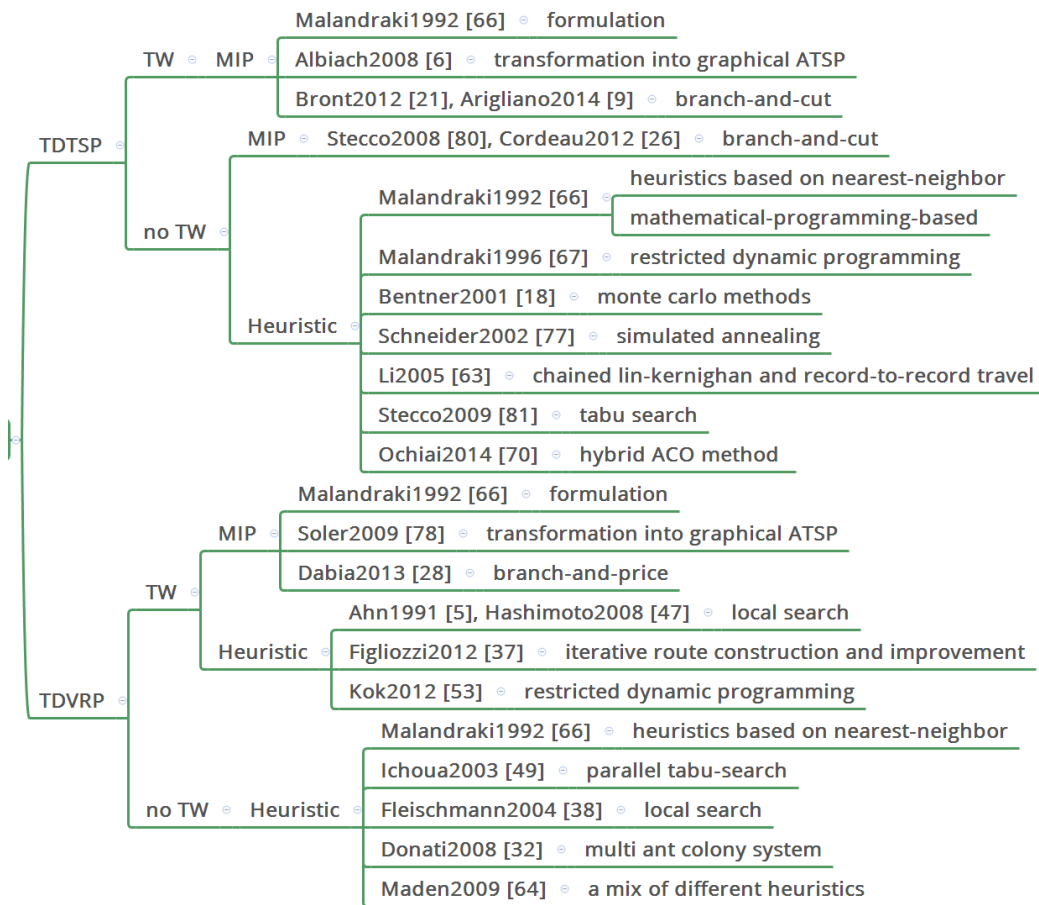 Malandraki1992 [66] formulation
TW MIP Albiach2008 [6] transformation into graphical ATSP
Bront2012 [21], Arigliano2014 [9] branch-and-cut
TDTSP MIP Stecco2008 [80], Cordeau2012 [26] branch-and-cut
heuristics based on nearest-neighbor
Malandraki1992 [66]
mathematical-programming-based
no TW
Malandraki1996 [67] restricted dynamic programming
Bentner2001 [18] monte carlo methods
Heuristic Schneider2002 [77] simulated annealing
Li2005 [63] chained lin-kernighan and record-to-record travel
Stecco2009 [81] tabu search
Ochiai2014 [70] hybrid ACO method
Malandraki1992 [66] formulation
MIP Soler2009 [78] transformation into graphical ATSP
Dabia2013 [28] branch-and-price
TW
Ahn1991 [5], Hashimoto2008 [47] local search
Heuristic Figliozzi2012 [37] iterative route construction and improvement
TDVRP Kok2012 [53] restricted dynamic programming
Malandraki1992 [66] heuristics based on nearest-neighbor
Ichoua2003 [49] parallel tabu-search
no TW Heuristic Fleischmann2004 [38] local search
Donati2008 [32] multi ant colony system
Maden2009 [64] a mix of different heuristics